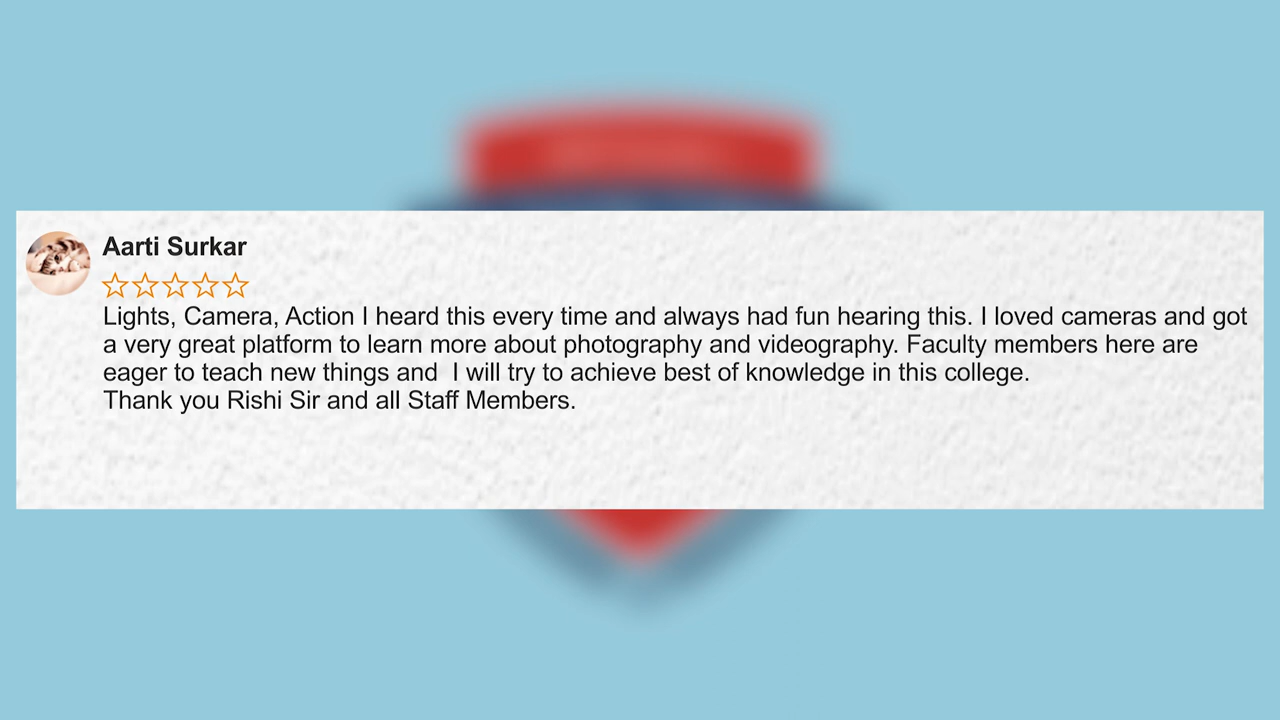 Aarti Surkar
Lights, Camera, Action I heard this every time and always had fun hearing this. I loved cameras and got
a very great platform to learn more about photography and videography. Faculty members here are
eager to teach new things and  I will try to achieve best of knowledge in this college.
Thank you Rishi Sir and all Staff Members.